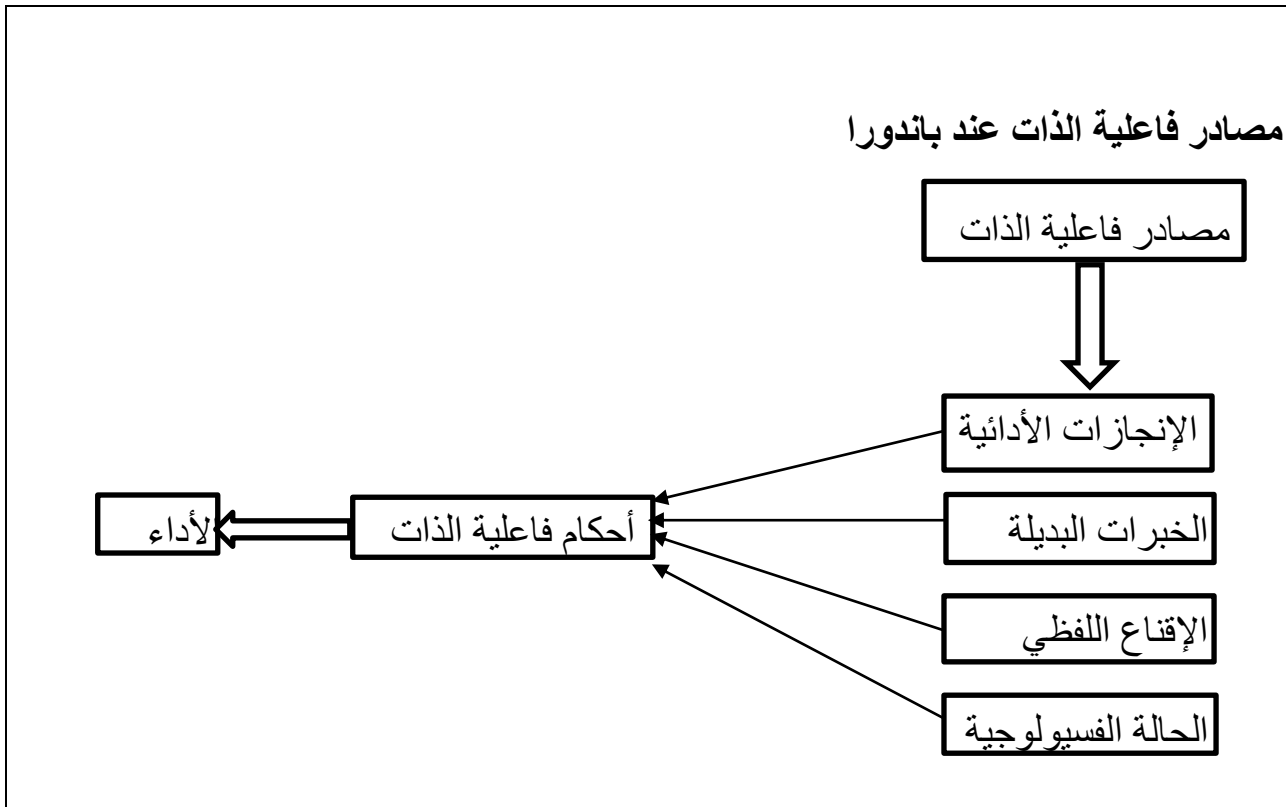 مصادر فاعلية الذات عند باندورا
مصادر فاعلية الذات
الإنجازات الأدائية
الخبرات البديلة
الإقناع اللفظي
الحالة الفسيولوجية
أحكام فاعلية الذات
لأداء